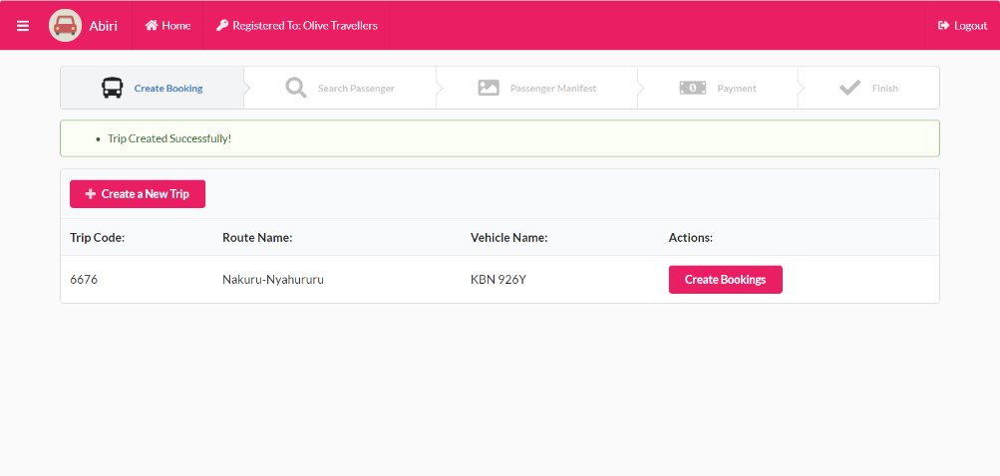 Abiri Home Registered To: Olive Travellers Logout
Create Booking Search Passenger Passenger Manifest Payment Finish
Trip Created Successfully!
Create a New Trip
Trip Code: Route Name: Vehicle Name: Actions:
6676 Nakuru-Nyahururu KBN 926Y Create Bookings